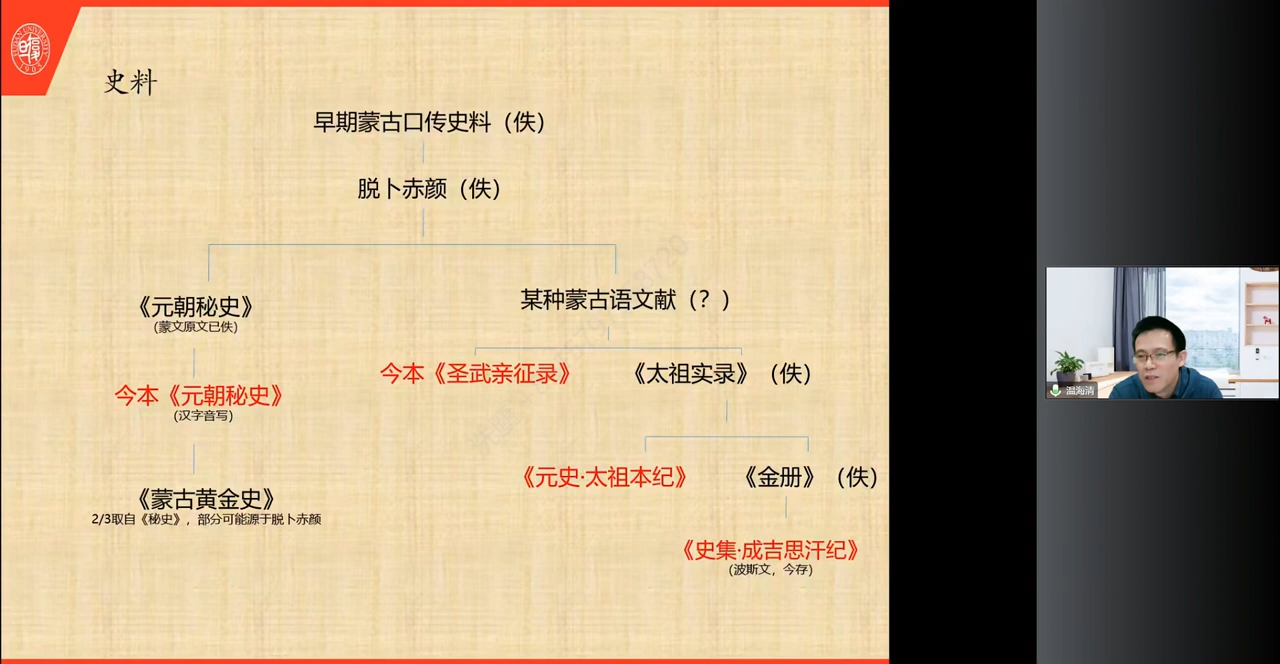 史料
早期蒙古口传史料（佚）
脱卜赤颜（佚）
《元朝秘史》
(蒙文原文已佚)
某种蒙古语文献（？）
今本《元朝秘史》
(汉字音写)
今本《圣武亲征录》
《太祖实录》（佚）
《蒙古黄金史》
2/3取自《秘史》，部分可能源于脱卜赤颜
《元史·太祖本纪》
《金册》（佚）
《史集·成吉思汗纪》
(波斯文，今存)
温海清